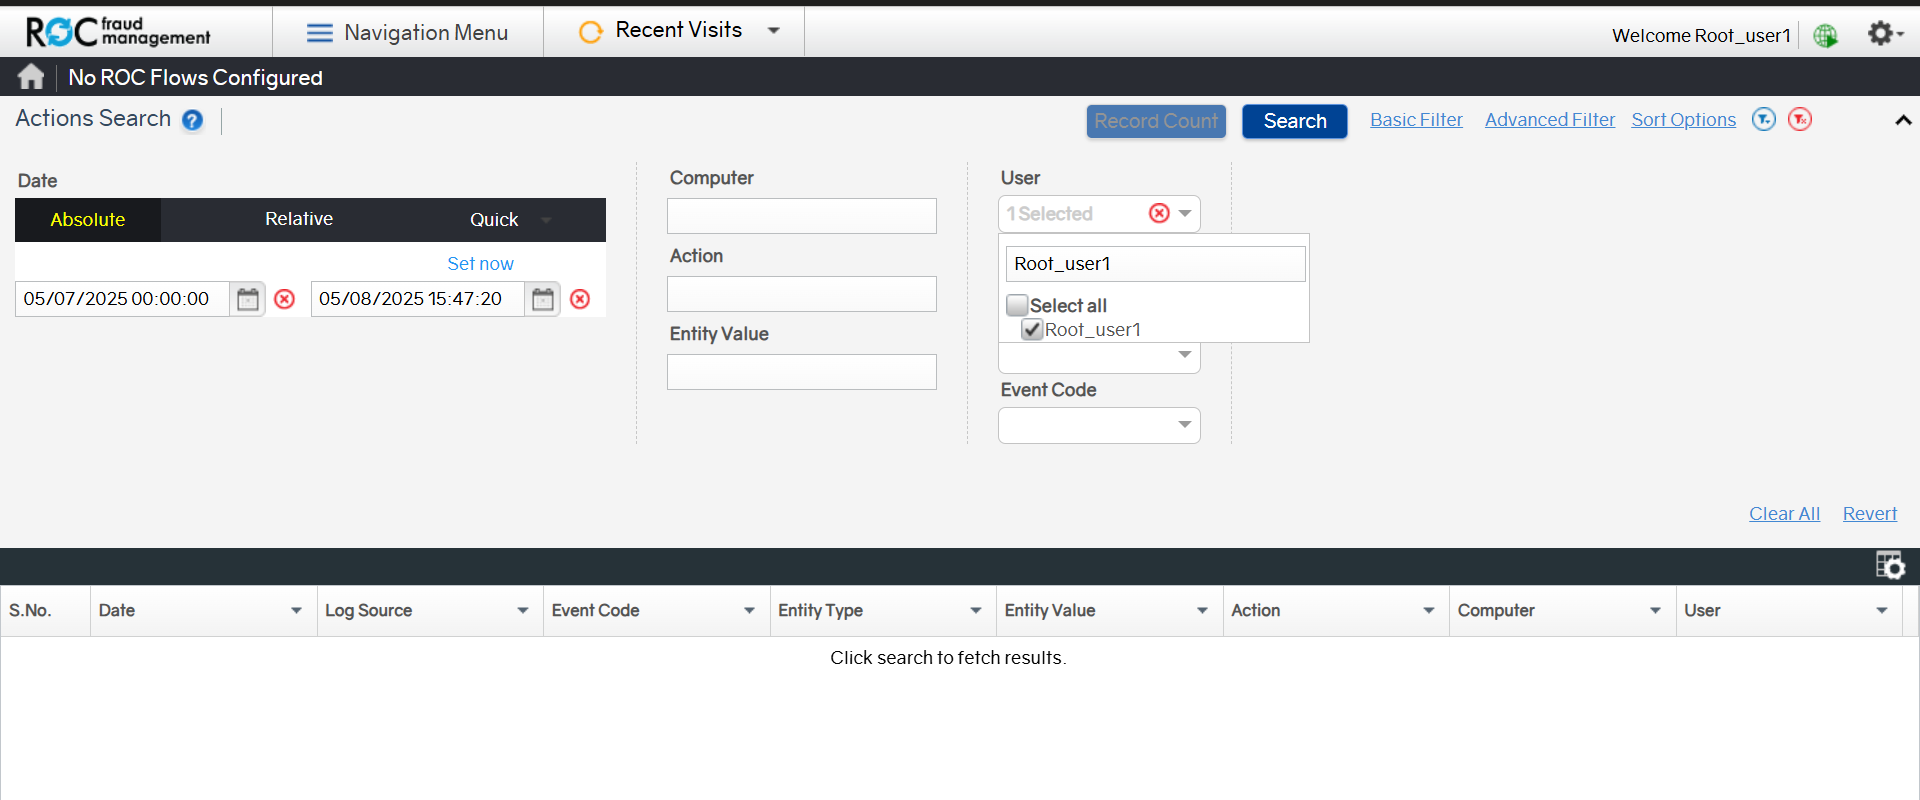 ROC fraud management
Navigation Menu
Recent Visits
Welcome Root_user1
No ROC Flows Configured
Actions Search
?
Record Count
Search
Basic Filter
Advanced Filter
Sort Options
Date
Absolute
Relative
Quick
Set now
05/07/2025 00:00:00
05/08/2025 15:47:20
Computer
Action
Entity Value
User
1 Selected
Root_user1
Select all
Root_user1
Event Code
Clear All
Revert
S.No.
Date
Log Source
Event Code
Entity Type
Entity Value
Action
Computer
User
Click search to fetch results.